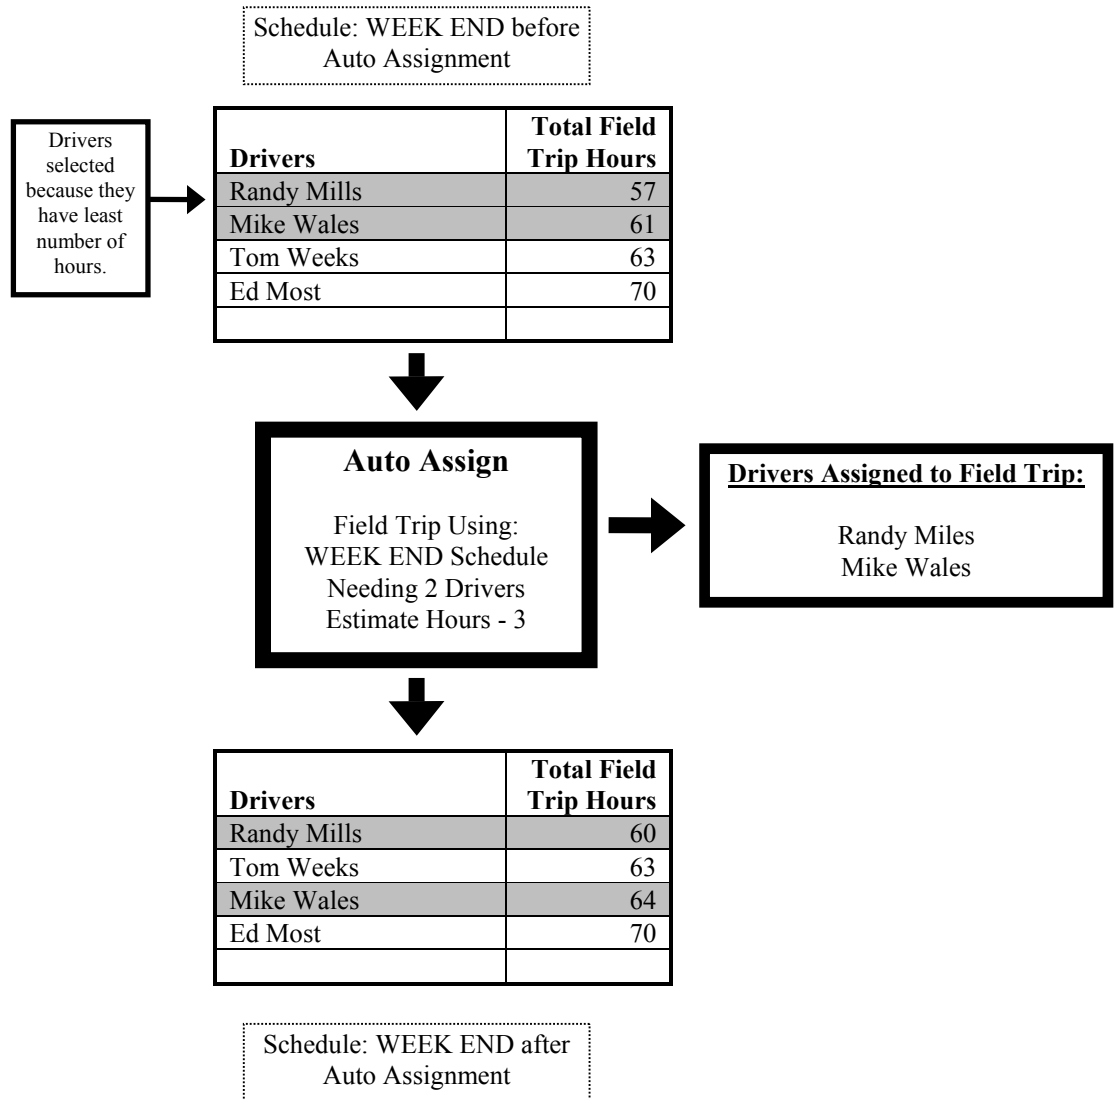 Schedule: WEEK END before
Auto Assignment
Drivers
selected
because they
have least
number of
hours.
Drivers Total Field
Trip Hours
Randy Mills 57
Mike Wales 61
Tom Weeks 63
Ed Most 70
Auto Assign
Field Trip Using:
WEEK END Schedule
Needing 2 Drivers
Estimate Hours - 3
Drivers Assigned to Field Trip:
Randy Miles
Mike Wales
Drivers Total Field
Trip Hours
Randy Mills 60
Tom Weeks 63
Mike Wales 64
Ed Most 70
Schedule: WEEK END after
Auto Assignment